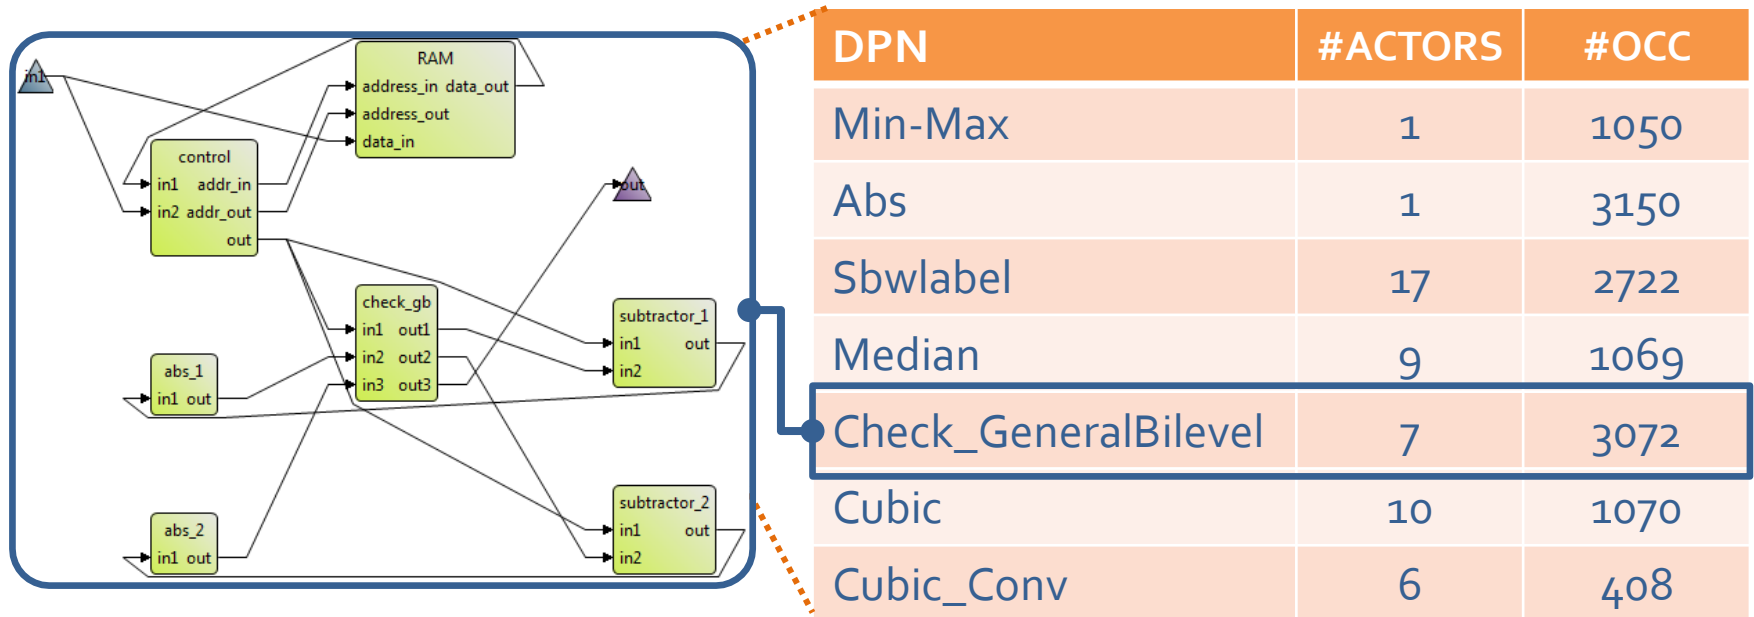 in1
RAM
address_in data_out
address_out
data_in
control
in1 addr_in
in2 addr_out
out
out
check_gb
in1 out1
in2 out2
in3 out3
subtractor_1
in1 out
in2
abs_1
in1 out
subtractor_2
in1 out
in2
abs_2
in1 out
DPN #ACTORS #OCC
Min-Max 1 1050
Abs 1 3150
Sbwlabel 17 2722
Median 9 1069
Check_GeneralBilevel 7 3072
Cubic 10 1070
Cubic_Conv 6 408